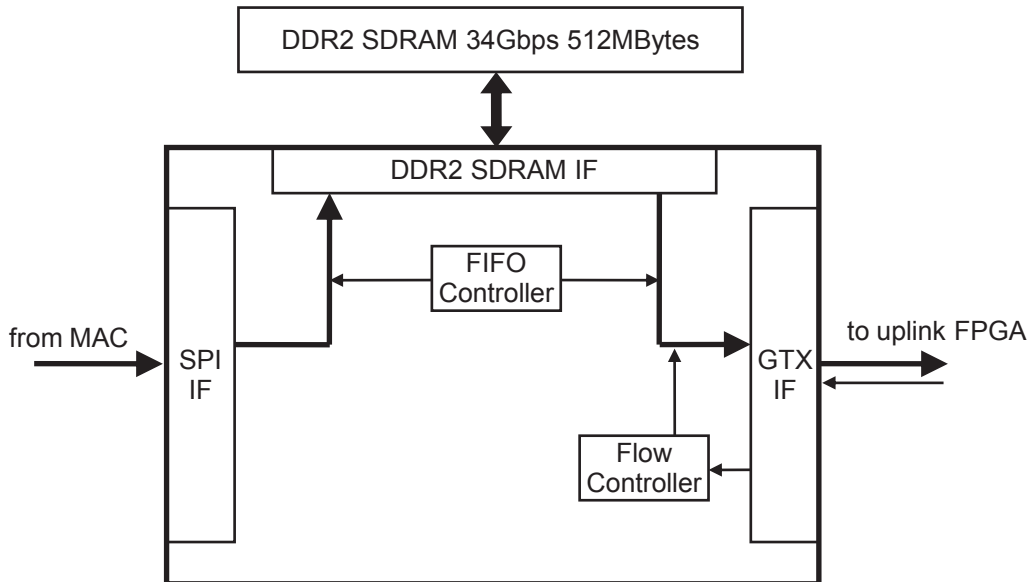 DDR2 SDRAM 34Gbps 512MBytes
DDR2 SDRAM IF
FIFO
Controller
from MAC
to uplink FPGA
SPI
IF
GTX
IF
Flow
Controller